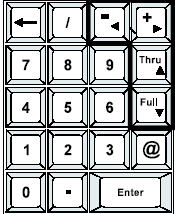 ← / - ◀ + ▶
7 8 9 Thru ▲
4 5 6 Full ▼
1 2 3 @
0 . Enter